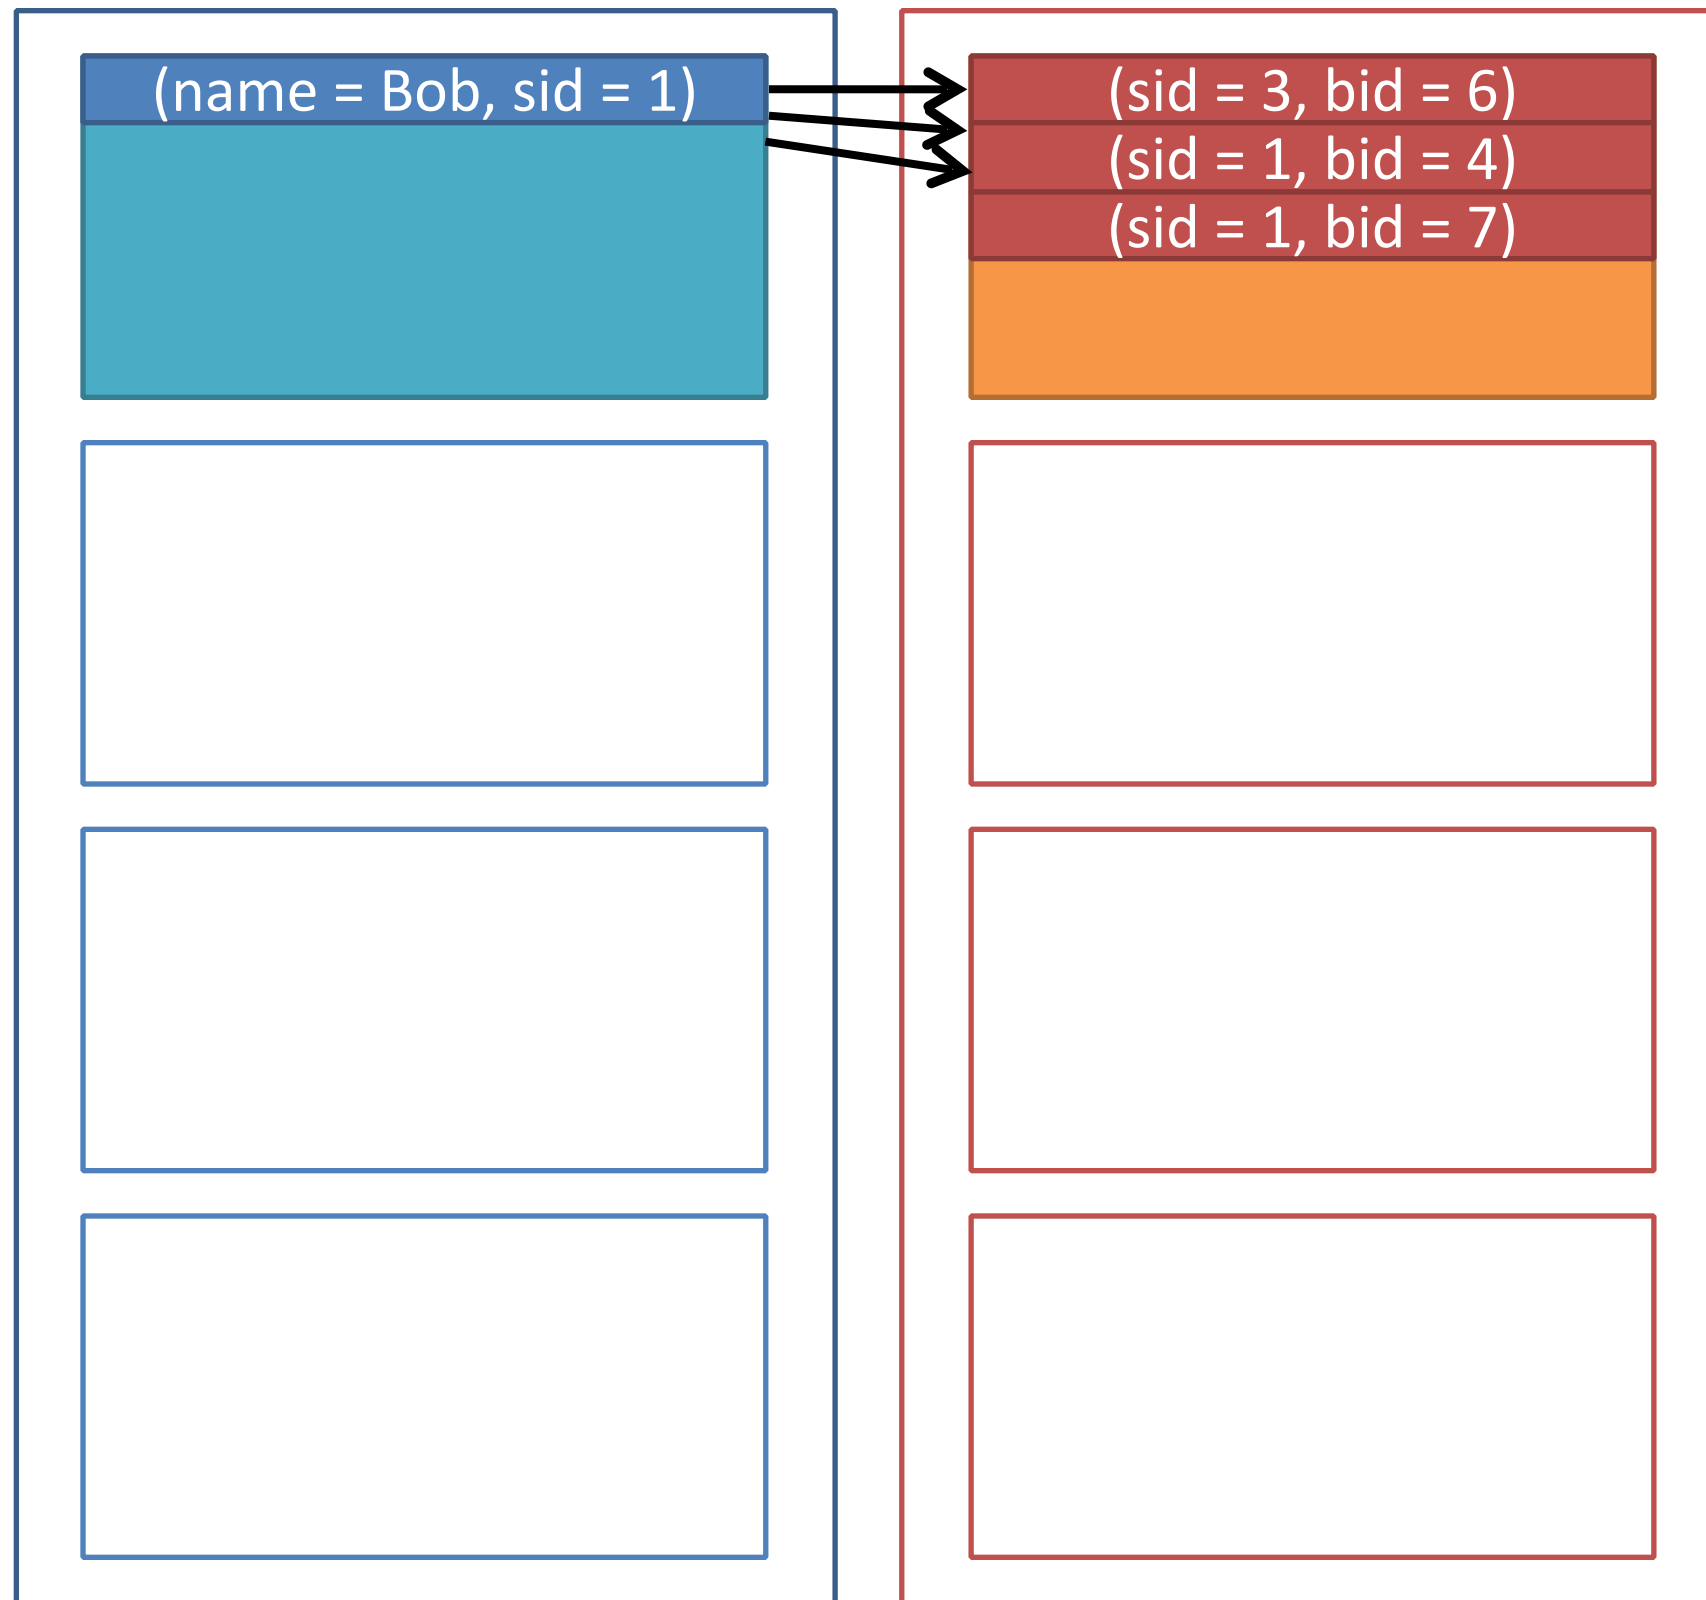 (name = Bob, sid = 1)
(sid = 3, bid = 6)
(sid = 1, bid = 4)
(sid = 1, bid = 7)